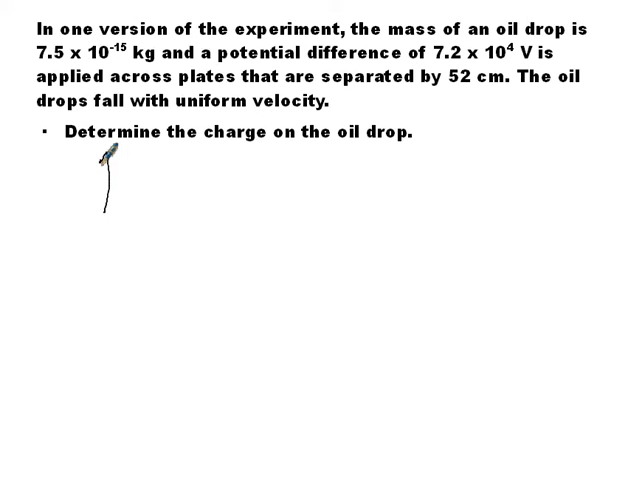 In one version of the experiment, the mass of an oil drop is
7.5 x 10⁻¹⁵ kg and a potential difference of 7.2 x 10⁴ V is
applied across plates that are separated by 52 cm. The oil
drops fall with uniform velocity.
▪ Determine the charge on the oil drop.